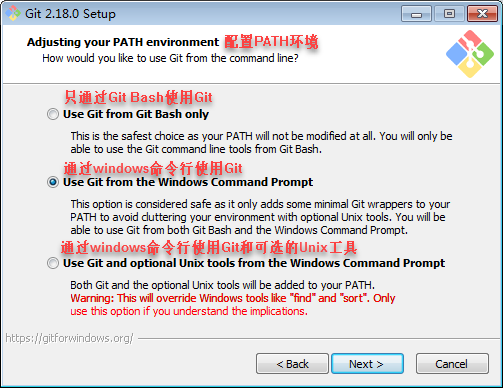 Git 2.18.0 Setup
Adjusting your PATH environment 配置PATH环境
How would you like to use Git from the command line?
只通过Git Bash使用Git
Use Git from Git Bash only
This is the safest choice as your PATH will not be modified at all. You will only be
able to use the Git command line tools from Git Bash.
通过windows命令行使用Git
Use Git from the Windows Command Prompt
This option is considered safe as it only adds some minimal Git wrappers to your
PATH to avoid cluttering your environment with optional Unix tools. You will be
able to use Git from both Git Bash and the Windows Command Prompt.
通过windows命令行使用Git和可选的Unix工具
Use Git and optional Unix tools from the Windows Command Prompt
Both Git and the optional Unix tools will be added to your PATH.
Warning: This will override Windows tools like "find" and "sort". Only
use this option if you understand the implications.
https://gitforwindows.org/
< Back
Next >
Cancel